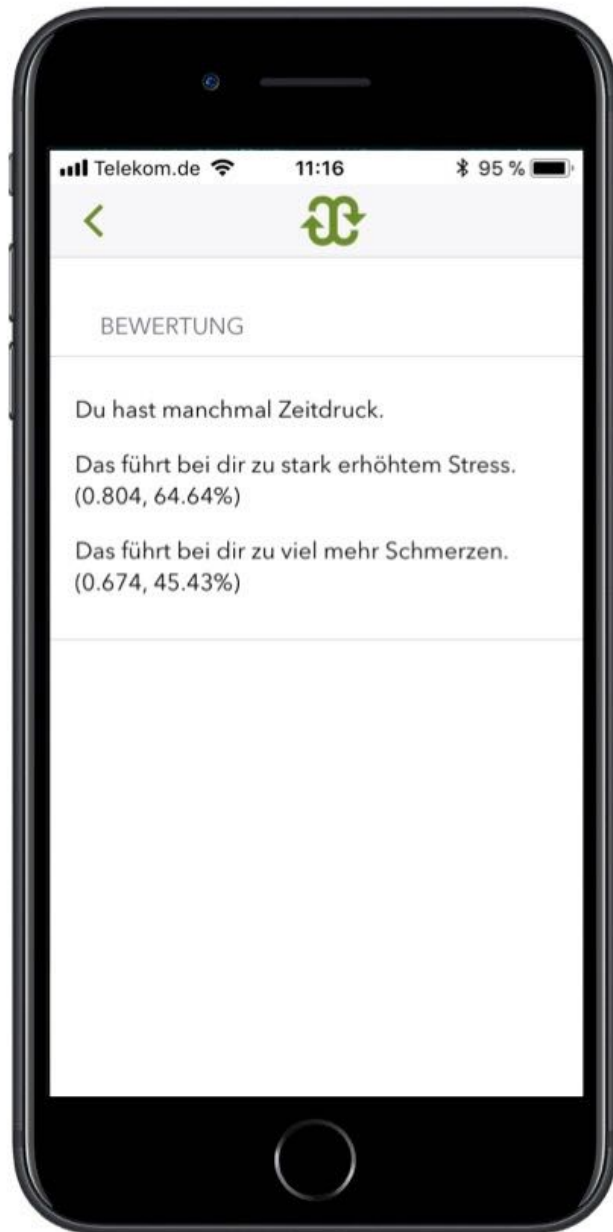 Telekom.de 11:16 95 %
BEWERTUNG
Du hast manchmal Zeitdruck.
Das führt bei dir zu stark erhöhtem Stress.
(0.804, 64.64%)
Das führt bei dir zu viel mehr Schmerzen.
(0.674, 45.43%)